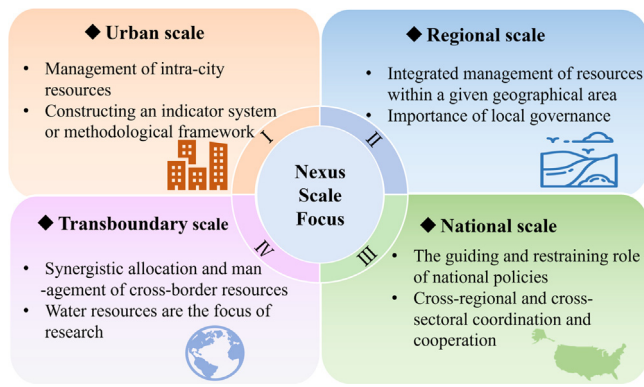 ◆ Urban scale
• Management of intra-city
resources
• Constructing an indicator system
or methodological framework
◆ Regional scale
• Integrated management of resources
within a given geographical area
• Importance of local governance
I
II
Nexus
Scale
Focus
IV
III
◆ Transboundary scale
• Synergistic allocation and man
-agement of cross-border resources
• Water resources are the focus of
research
◆ National scale
• The guiding and restraining role
of national policies
• Cross-regional and cross-
sectoral coordination and
cooperation